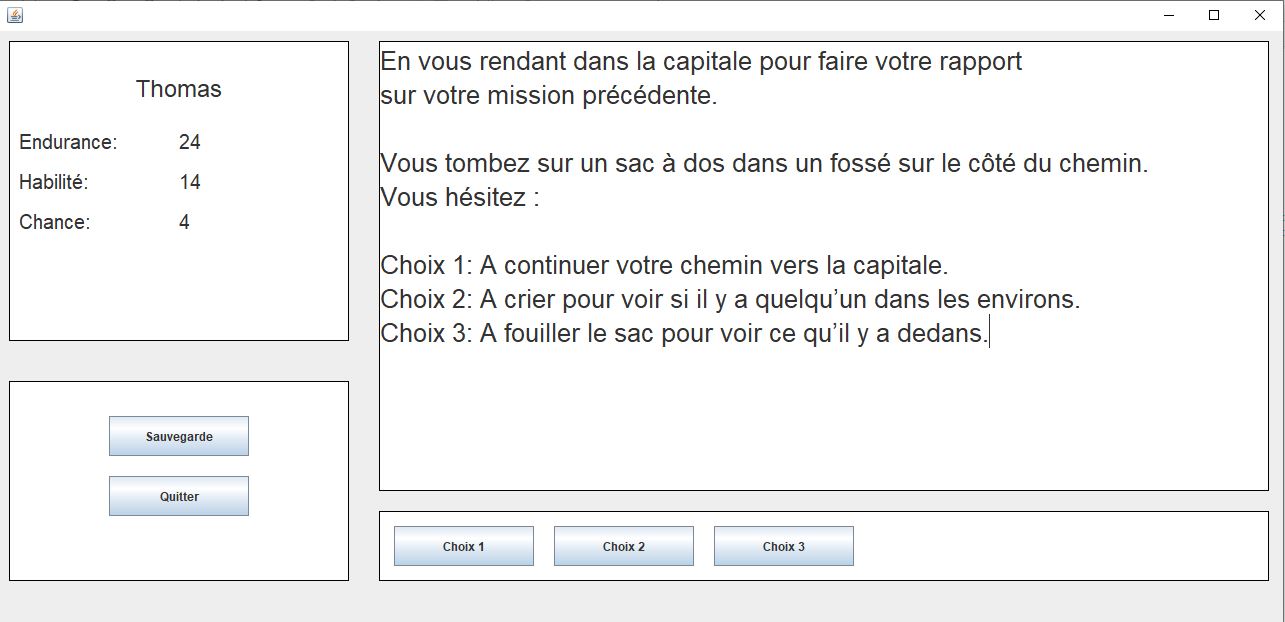 Thomas
Endurance: 24
Habilité: 14
Chance: 4
Sauvegarde
Quitter
En vous rendant dans la capitale pour faire votre rapport
sur votre mission précédente.
Vous tombez sur un sac à dos dans un fossé sur le côté du chemin.
Vous hésitez :
Choix 1: A continuer votre chemin vers la capitale.
Choix 2: A crier pour voir si il y a quelqu’un dans les environs.
Choix 3: A fouiller le sac pour voir ce qu’il y a dedans.
Choix 1 Choix 2 Choix 3